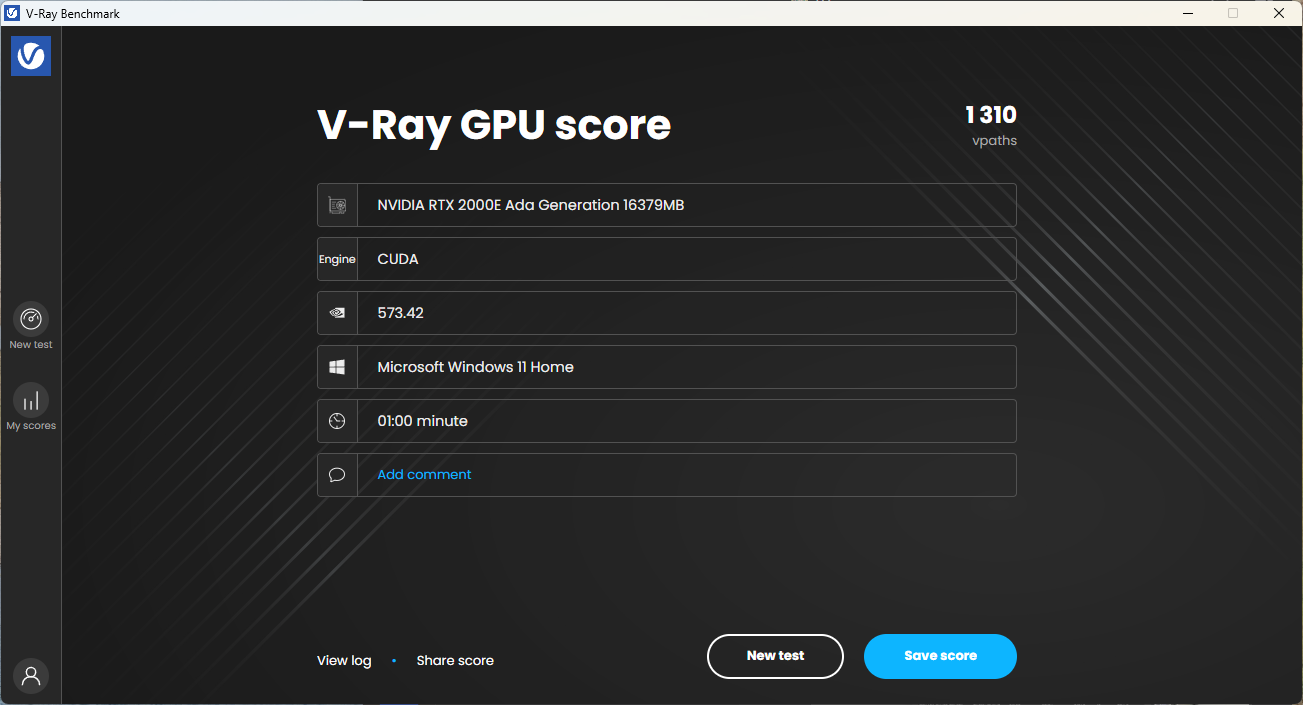 V-Ray Benchmark
V-Ray GPU score
1 310
vpaths
NVIDIA RTX 2000E Ada Generation 16379MB
Engine
CUDA
573.42
Microsoft Windows 11 Home
01:00 minute
Add comment
New test
My scores
View log • Share score
New test
Save score